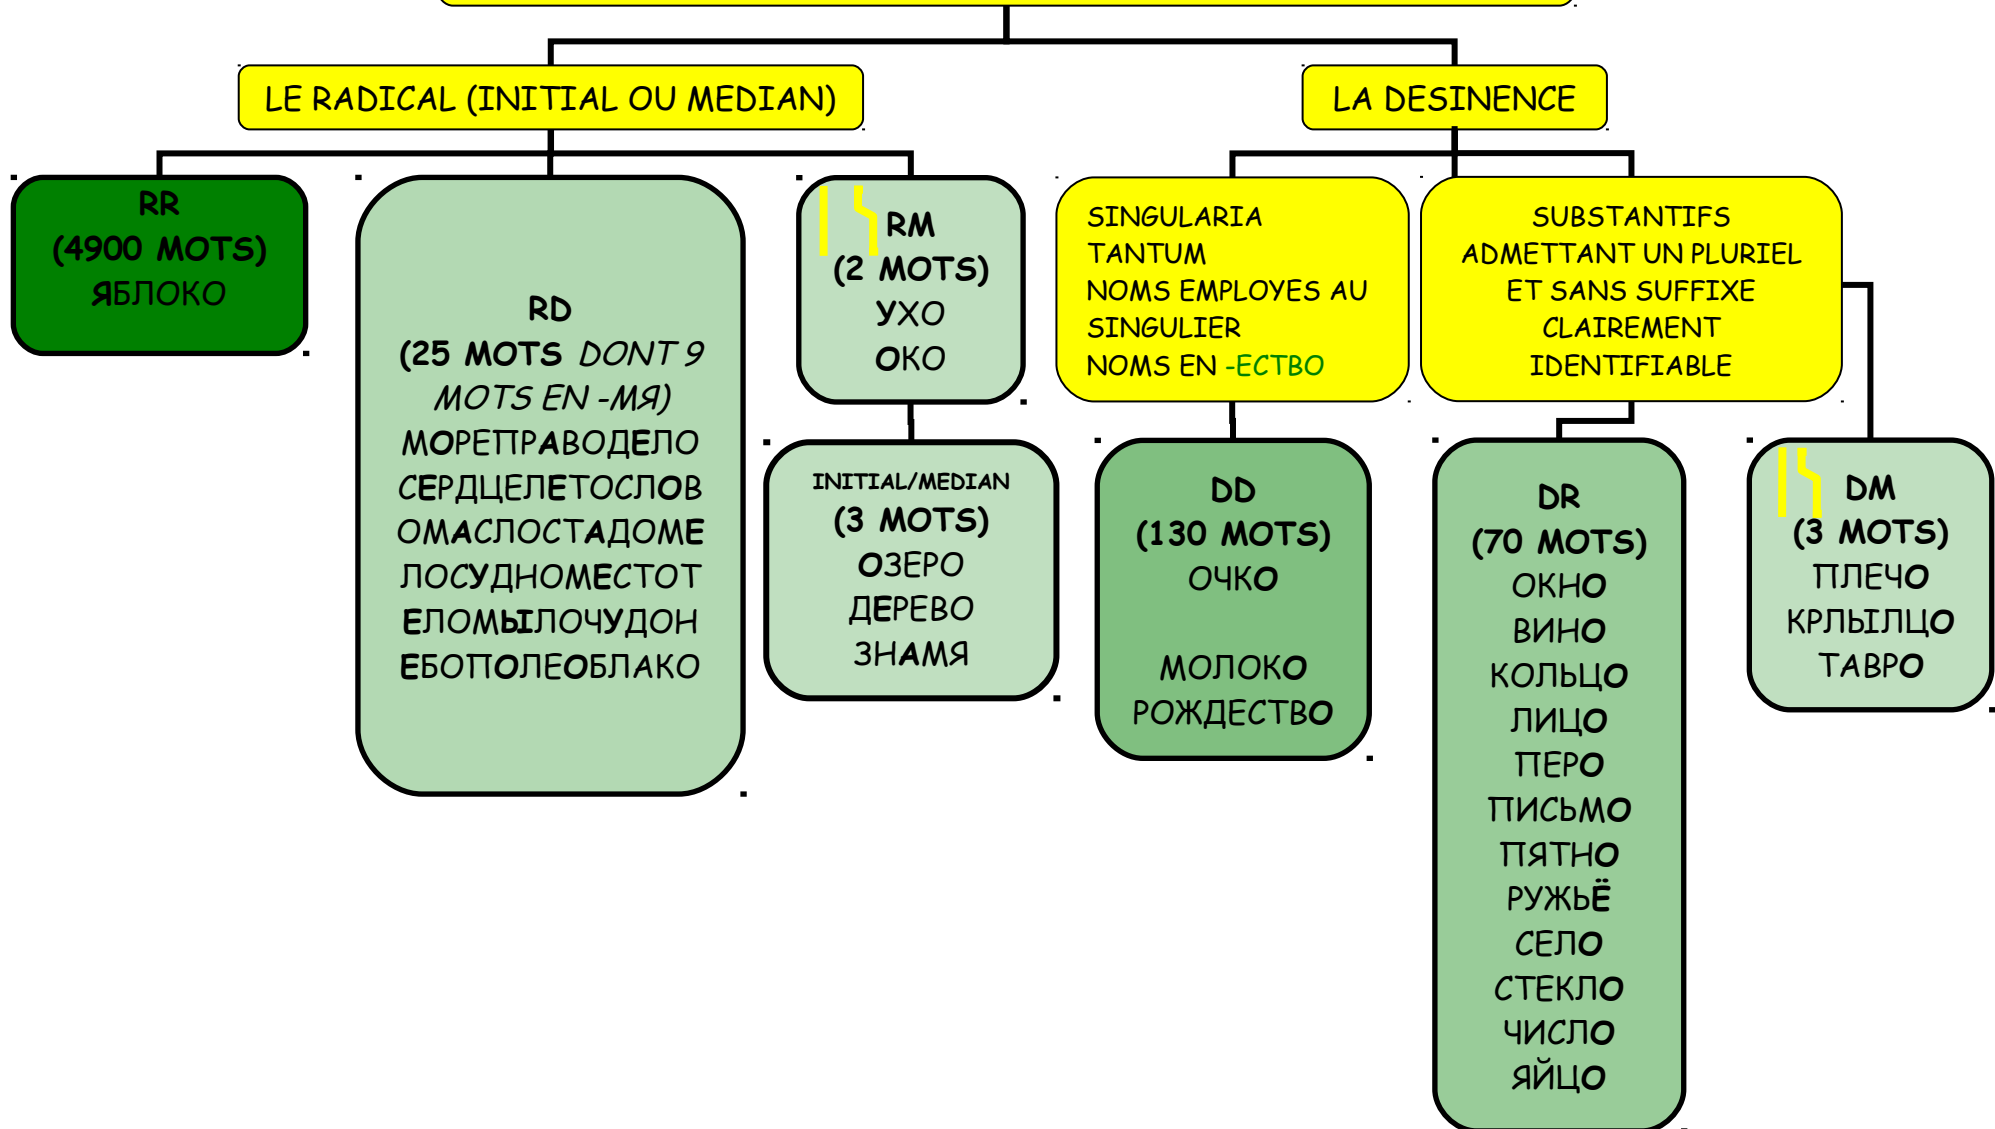 LE RADICAL (INITIAL OU MEDIAN)
LA DESINENCE
RR
(4900 MOTS)
ЯБЛОКО
RD
(25 MOTS DONT 9
MOTS EN -МЯ)
МОРЕПРАВОДЕЛО
СЕРДЦЕЛЕТОСЛОВ
ОМАСЛОСТАДОМЕ
ЛОСУДНОМЕСТОТ
ЕЛОМЫЛОЧУДОН
ЕБОПОЛЕОБЛАКО
RM
(2 MOTS)
УХО
ОКО
INITIAL/MEDIAN
(3 MOTS)
ОЗЕРО
ДЕРЕВО
ЗНАМЯ
SINGULARIA
TANTUM
NOMS EMPLOYES AU
SINGULIER
NOMS EN -ЕСТВО
DD
(130 MOTS)
ОЧКО
МОЛОКО
РОЖДЕСТВО
SUBSTANTIFS
ADMETTANT UN PLURIEL
ET SANS SUFFIXE
CLAIREMENT
IDENTIFIABLE
DR
(70 MOTS)
ОКНО
ВИНО
КОЛЬЦО
ЛИЦО
ПЕРО
ПИСЬМО
ПЯТНО
РУЖЬЁ
СЕЛО
СТЕКЛО
ЧИСЛО
ЯЙЦО
DM
(3 MOTS)
ПЛЕЧО
КРЛЫЛЦО
ТАВРО